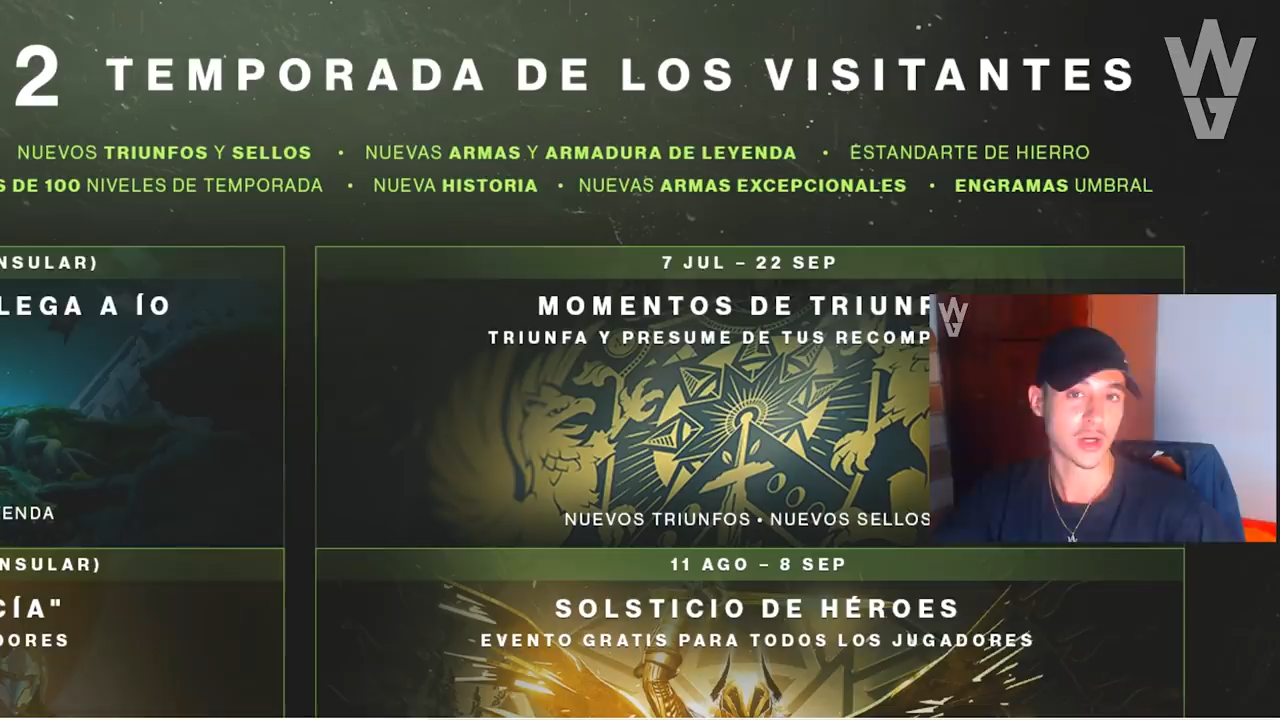 2 TEMPORADA DE LOS VISITANTES
WG
NUEVOS TRIUNFOS Y SELLOS • NUEVAS ARMAS Y ARMADURA DE LEYENDA • ESTANDARTE DE HIERRO
S DE 100 NIVELES DE TEMPORADA • NUEVA HISTORIA • NUEVAS ARMAS EXCEPCIONALES • ENGRAMAS UMBRAL
NSULAR)
LEGA A ÍO
ENDA
7 JUL – 22 SEP
MOMENTOS DE TRIUNF
TRIUNFA Y PRESUME DE TUS RECOMP
NUEVOS TRIUNFOS • NUEVOS SELLOS
WG
NSULAR)
CÍA"
DORES
11 AGO – 8 SEP
SOLSTICIO DE HÉROES
EVENTO GRATIS PARA TODOS LOS JUGADORES